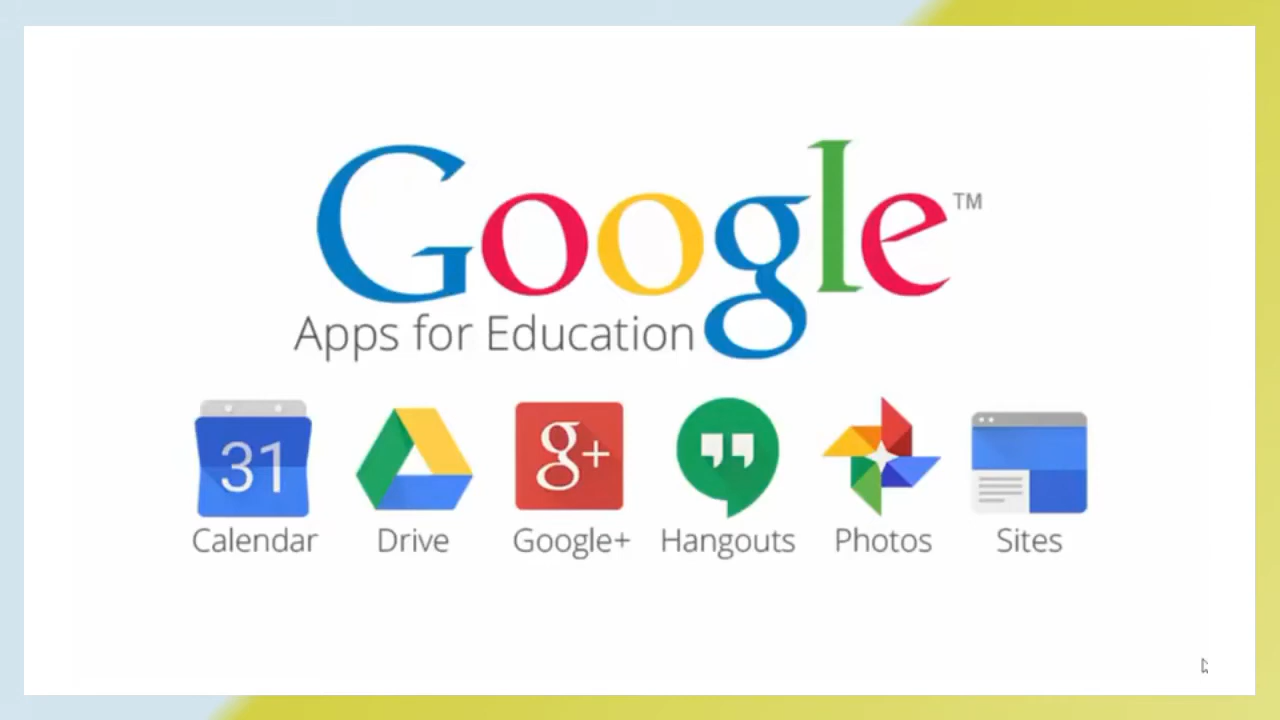 Google™
Apps for Education
31
g+
Calendar Drive Google+ Hangouts Photos Sites